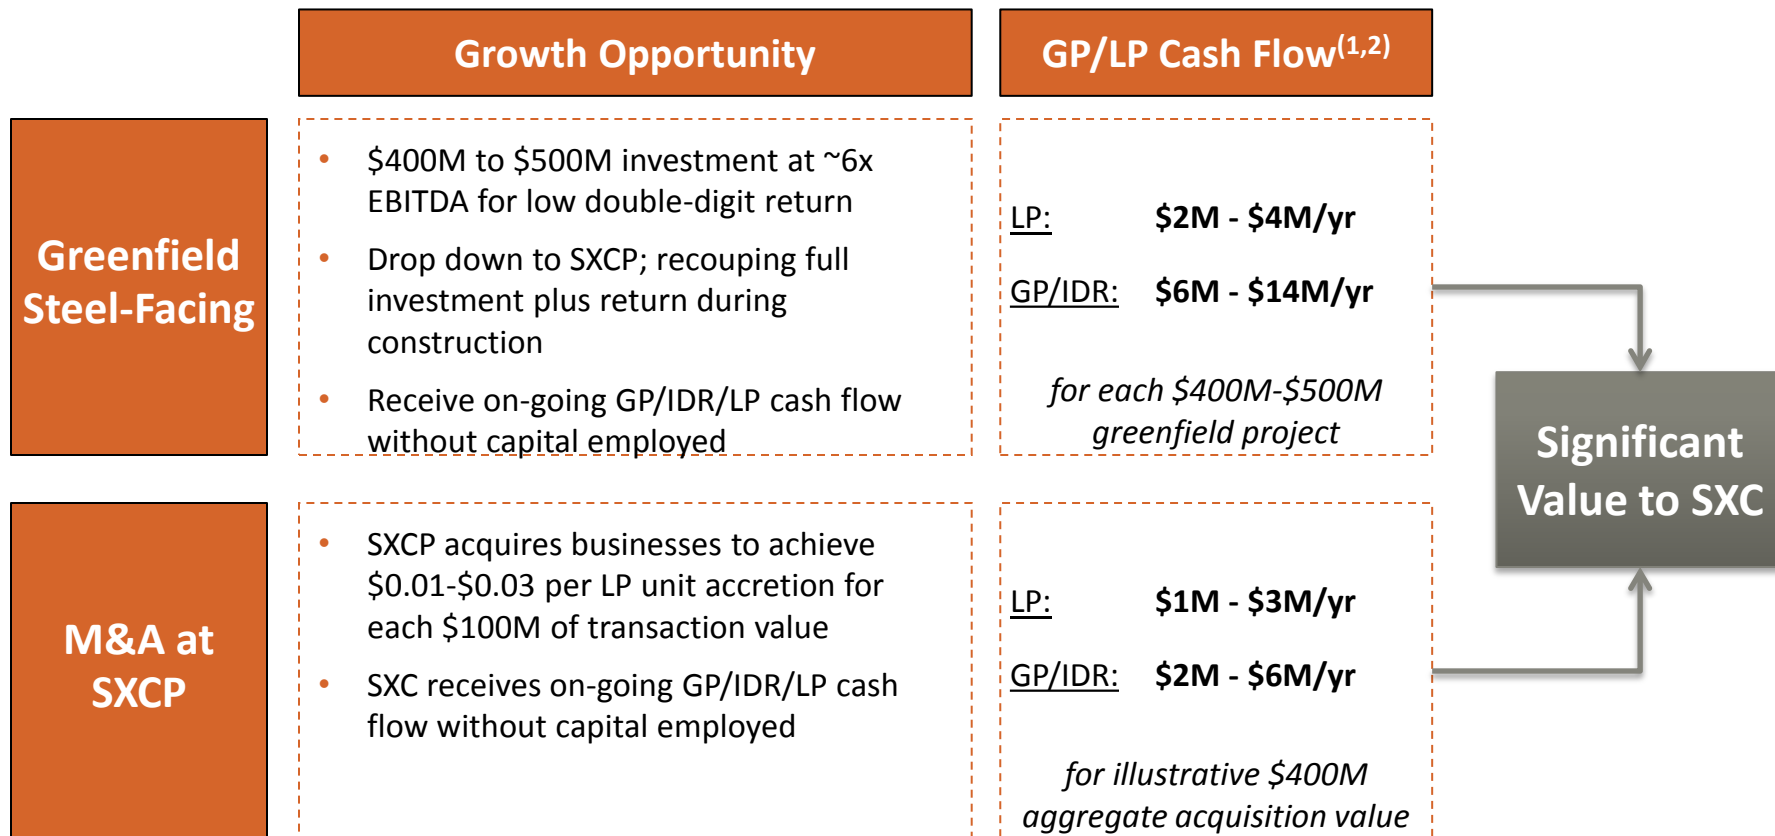 Growth Opportunity
GP/LP Cash Flow(1,2)
Greenfield
Steel-Facing
• $400M to $500M investment at ~6x
EBITDA for low double-digit return
• Drop down to SXCP; recouping full
investment plus return during
construction
• Receive on-going GP/IDR/LP cash flow
without capital employed
LP: $2M - $4M/yr
GP/IDR: $6M - $14M/yr
for each $400M-$500M
greenfield project
M&A at
SXCP
• SXCP acquires businesses to achieve
$0.01-$0.03 per LP unit accretion for
each $100M of transaction value
• SXC receives on-going GP/IDR/LP cash
flow without capital employed
LP: $1M - $3M/yr
GP/IDR: $2M - $6M/yr
for illustrative $400M
aggregate acquisition value
Significant
Value to SXC